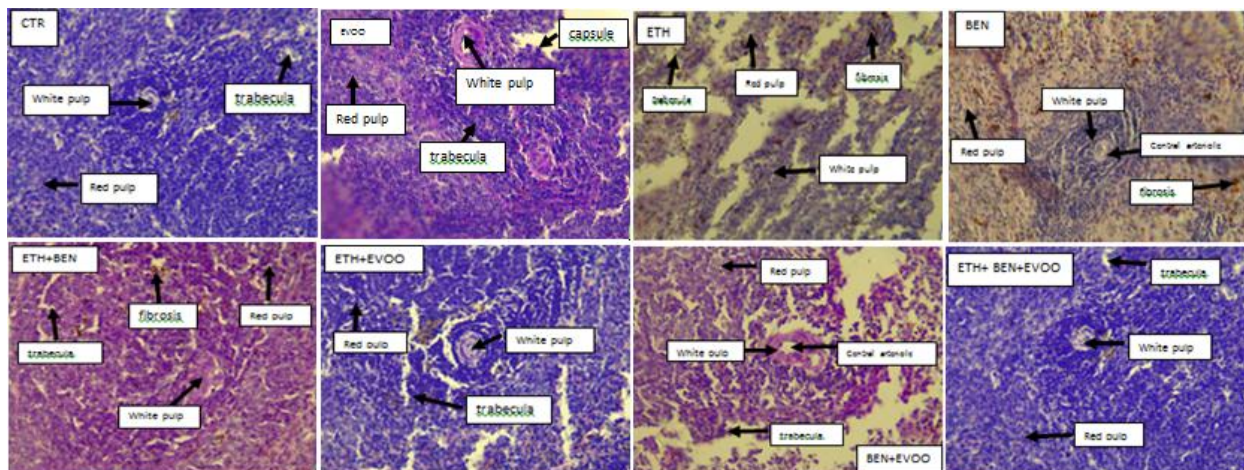 CTR
White pulp
trabecula
Red pulp
EVOO
capsule
White pulp
Red pulp
trabecula
ETH
Red pulp
fibrosis
trabecula
White pulp
BEN
White pulp
Red pulp
Central arteriole
fibrosis
ETH+BEN
fibrosis
Red pulp
trabecula
White pulp
ETH+EVOO
Red pulp
White pulp
trabecula
Red pulp
White pulp
Central arteriole
trabecula
BEN+EVOO
ETH+ BEN+EVOO
trabecula
White pulp
Red pulp